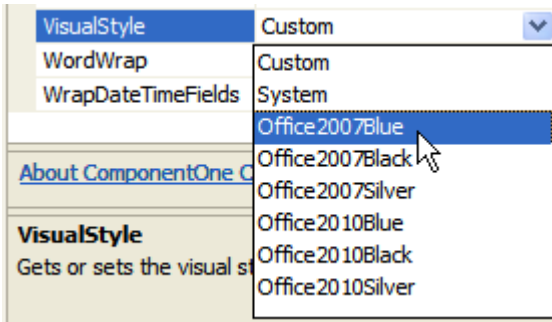 VisualStyle Custom
WordWrap Custom
WrapDateTimeFields System
Office2007Blue
Office2007Black
About ComponentOne
Office2007Silver
Office2010Blue
VisualStyle
Office2010Black
Gets or sets the visual
Office2010Silver